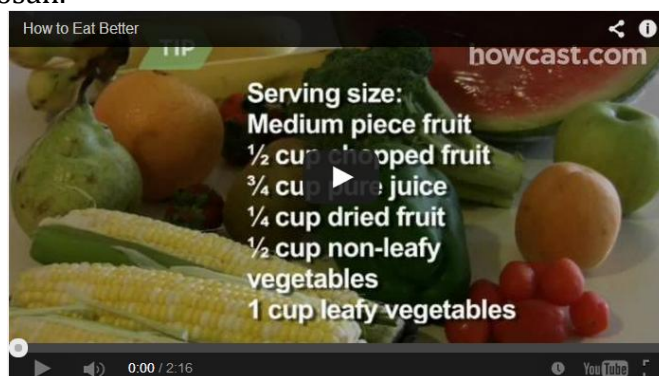 How to Eat Better
TIP
howcast.com
Serving size:
Medium piece fruit
½ cup chopped fruit
¾ cup pure juice
¼ cup dried fruit
½ cup non-leafy
vegetables
1 cup leafy vegetables
0:00 / 2:16
YouTube